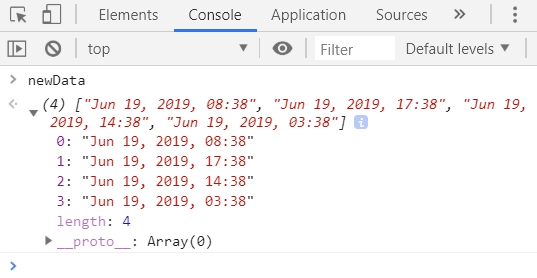 Elements Console Application Sources »
top Filter Default levels
newData
(4) ["Jun 19, 2019, 08:38", "Jun 19, 2019, 17:38", "Jun 19,
2019, 14:38", "Jun 19, 2019, 03:38"] i
0: "Jun 19, 2019, 08:38"
1: "Jun 19, 2019, 17:38"
2: "Jun 19, 2019, 14:38"
3: "Jun 19, 2019, 03:38"
length: 4
__proto__: Array(0)